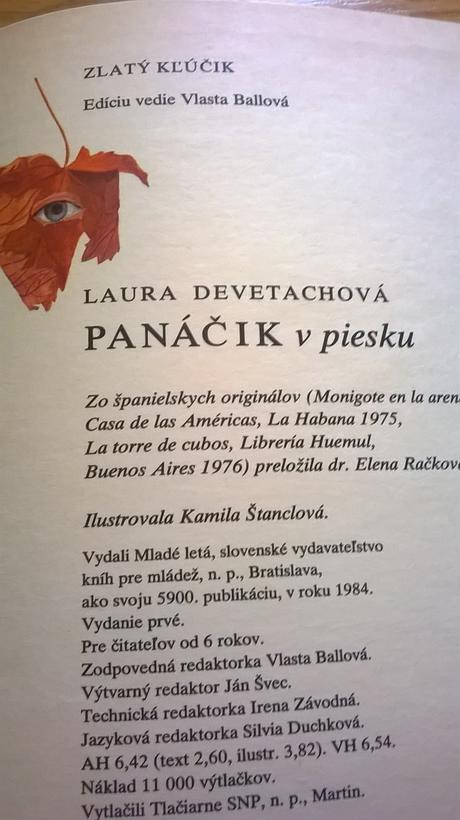 ZLATÝ KĽÚČIK
Edíciu vedie Vlasta Ballová
LAURA DEVETACHOVÁ
PANÁČIK v piesku
Zo španielskych originálov (Monigote en la aren
Casa de las Américas, La Habana 1975,
La torre de cubos, Librería Huemul,
Buenos Aires 1976) preložila dr. Elena Račkov
Ilustrovala Kamila Štanclová.
Vydali Mladé letá, slovenské vydavateľstvo
kníh pre mládež, n. p., Bratislava,
ako svoju 5900. publikáciu, v roku 1984.
Vydanie prvé.
Pre čitateľov od 6 rokov.
Zodpovedná redaktorka Vlasta Ballová.
Výtvarný redaktor Ján Švec.
Technická redaktorka Irena Závodná.
Jazyková redaktorka Silvia Duchková.
AH 6,42 (text 2,60, ilustr. 3,82). VH 6,54.
Náklad 11 000 výtlačkov.
Vytlačili Tlačiarne SNP, n. p., Martin.